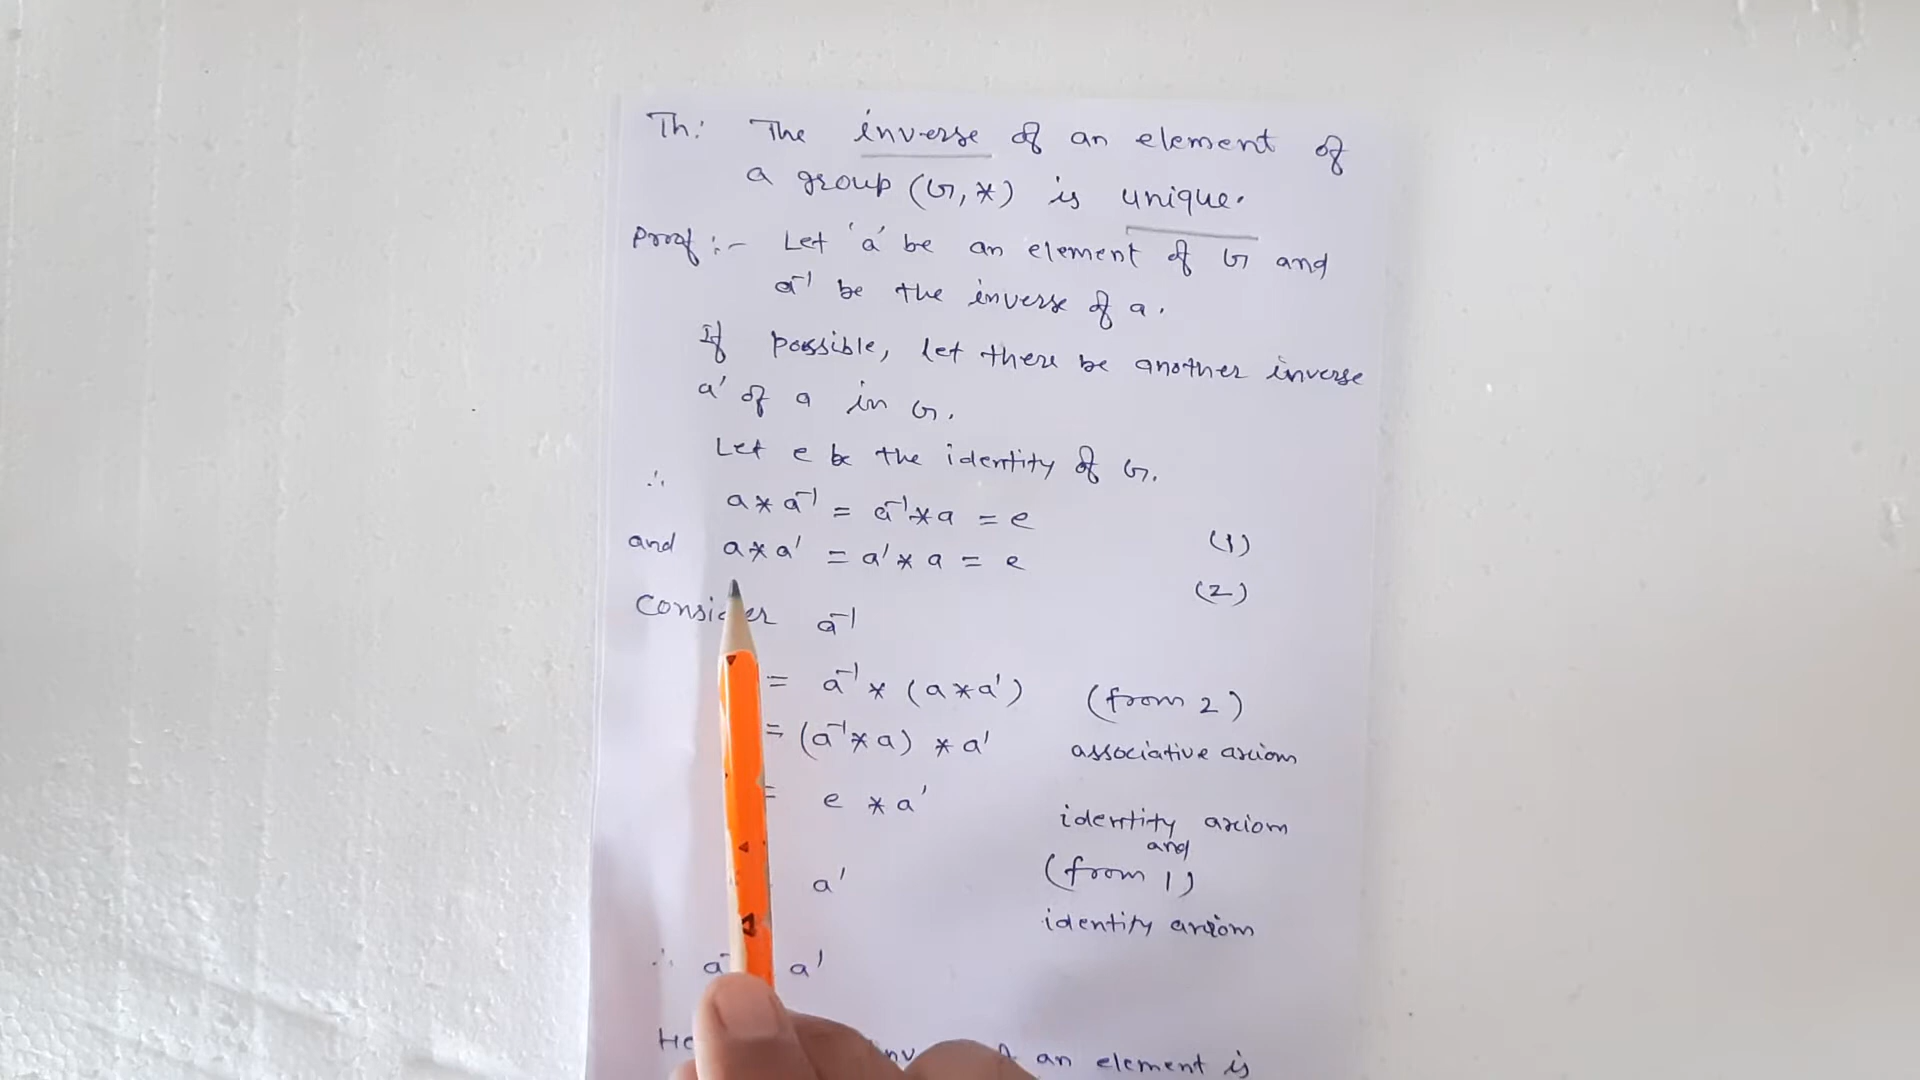 Th: The inverse of an element of
a group (G, *) is unique.
Proof :- Let 'a' be an element of G and
a⁻¹ be the inverse of a.
If possible, let there be another inverse
a' of a in G.
Let e be the identity of G.
∴ a * a⁻¹ = a⁻¹ * a = e (1)
and a * a' = a' * a = e (2)
Consider a⁻¹
= a⁻¹ * (a * a') (from 2)
= (a⁻¹ * a) * a' associative axiom
= e * a' identity axiom
and
(from 1)
a' identity axiom
∴ a⁻ a'
an element is